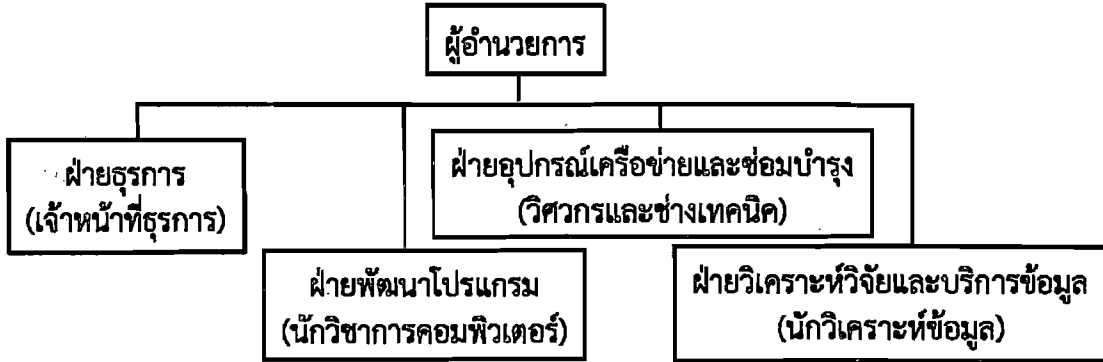 ผู้อำนวยการ
ฝ่ายธุรการ
(เจ้าหน้าที่ธุรการ)
ฝ่ายอุปกรณ์เครือข่ายและซ่อมบำรุง
(วิศวกรและช่างเทคนิค)
ฝ่ายพัฒนาโปรแกรม
(นักวิชาการคอมพิวเตอร์)
ฝ่ายวิเคราะห์วิจัยและบริการข้อมูล
(นักวิเคราะห์ข้อมูล)